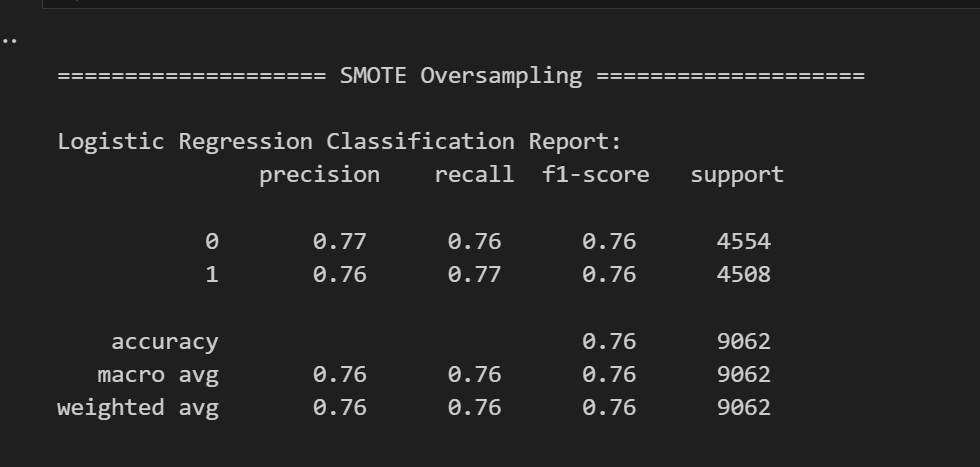 ..
==================== SMOTE Oversampling ====================
Logistic Regression Classification Report:
precision recall f1-score support
0 0.77 0.76 0.76 4554
1 0.76 0.77 0.76 4508
accuracy 0.76 9062
macro avg 0.76 0.76 0.76 9062
weighted avg 0.76 0.76 0.76 9062